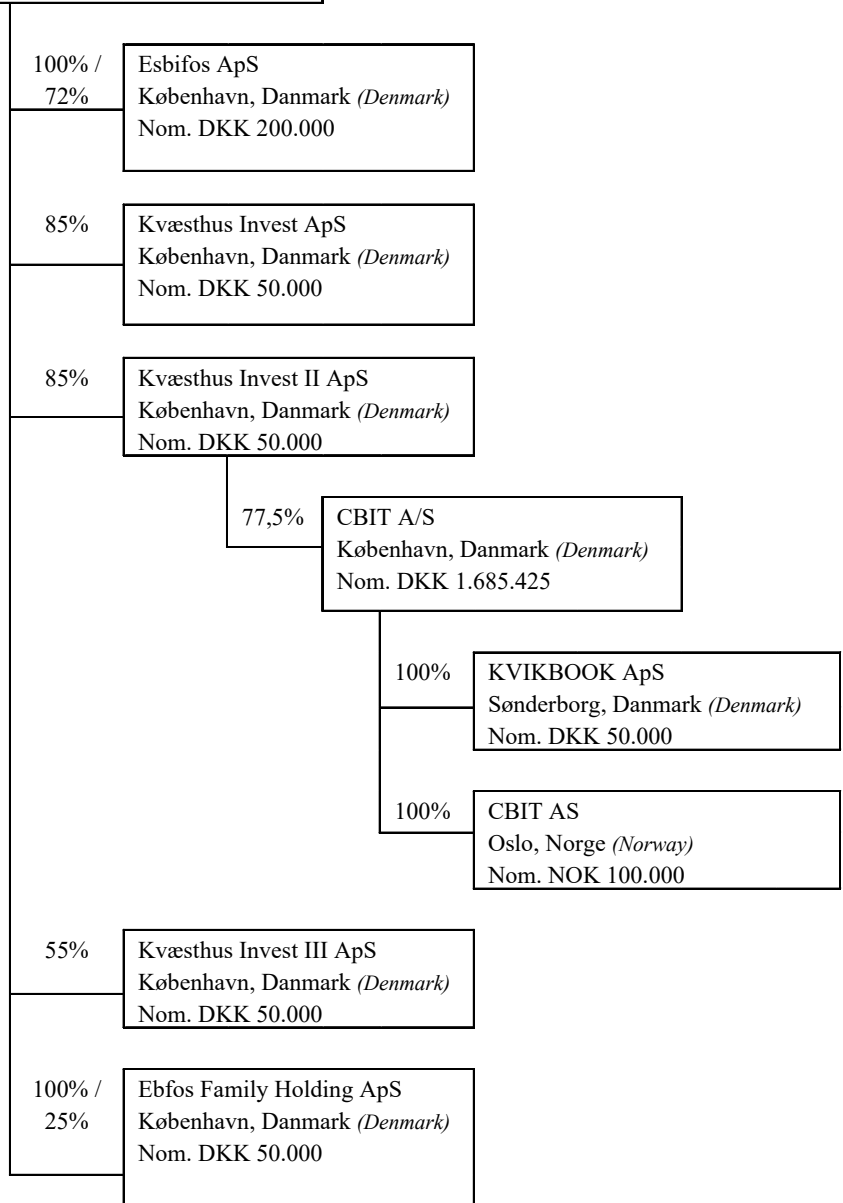 100% /
72%
Esbifos ApS
København, Danmark (Denmark)
Nom. DKK 200.000
85%
Kvæsthus Invest ApS
København, Danmark (Denmark)
Nom. DKK 50.000
85%
Kvæsthus Invest II ApS
København, Danmark (Denmark)
Nom. DKK 50.000
77,5%
CBIT A/S
København, Danmark (Denmark)
Nom. DKK 1.685.425
100%
KVIKBOOK ApS
Sønderborg, Danmark (Denmark)
Nom. DKK 50.000
100%
CBIT AS
Oslo, Norge (Norway)
Nom. NOK 100.000
55%
Kvæsthus Invest III ApS
København, Danmark (Denmark)
Nom. DKK 50.000
100% /
25%
Ebfos Family Holding ApS
København, Danmark (Denmark)
Nom. DKK 50.000